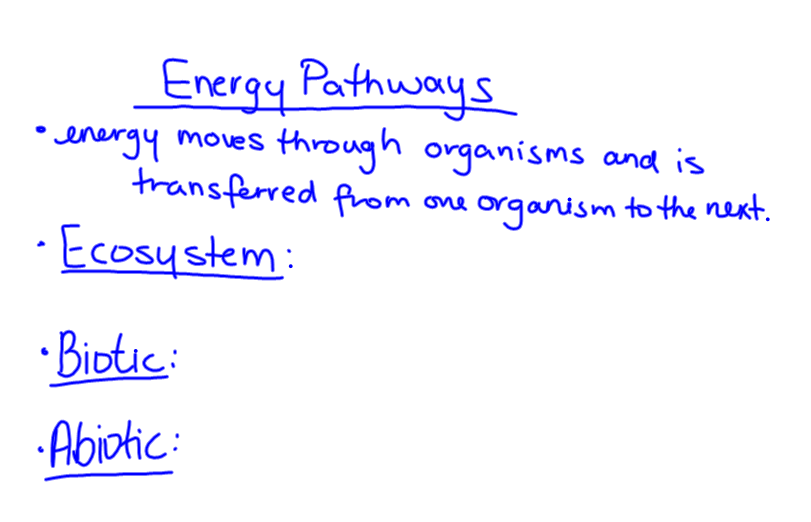 Energy Pathways
• energy moves through organisms and is
transferred from one organism to the next.
• Ecosystem:
• Biotic:
• Abiotic: